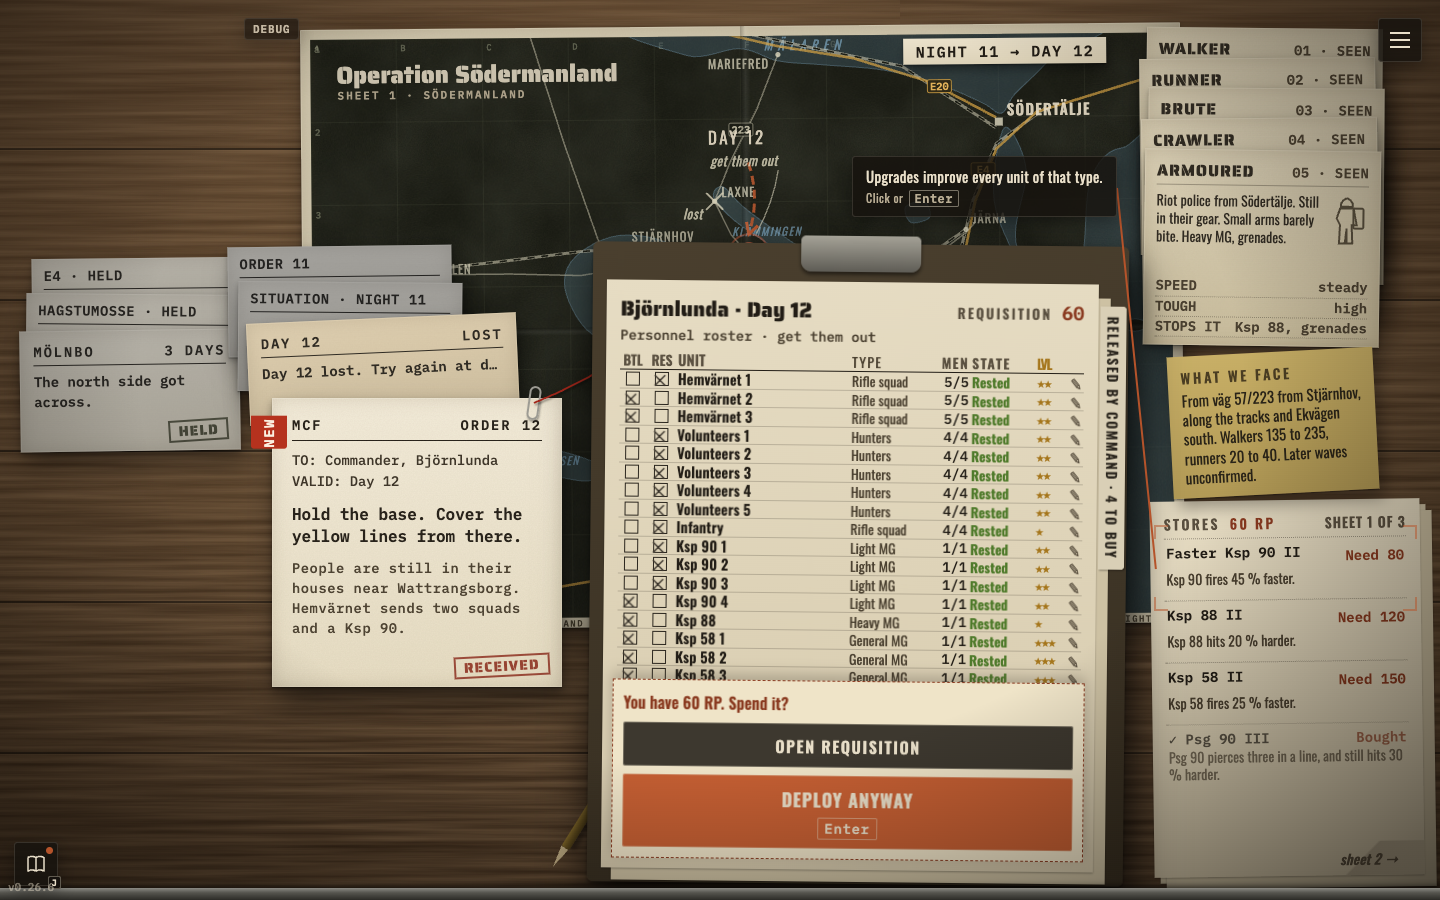 DEBUG
A B C D E
2
3
Operation Södermanland
SHEET 1 · SÖDERMANLAND
MÄLAREN
MARIEFRED
NIGHT 11 → DAY 12
E20
SÖDERTÄLJE
223
DAY 12
get them out
LÄXNE
lost
KLÄMMINGEN
STJÄRNHOV
JÄRNA
Upgrades improve every unit of that type.
Click or Enter
WALKER 01 · SEEN
RUNNER 02 · SEEN
BRUTE 03 · SEEN
CRAWLER 04 · SEEN
ARMOURED 05 · SEEN
Riot police from Södertälje. Still
in their gear. Small arms barely
bite. Heavy MG, grenades.
SPEED steady
TOUGH high
STOPS IT Ksp 88, grenades
WHAT WE FACE
From väg 57/223 from Stjärnhov,
along the tracks and Ekvägen
south. Walkers 135 to 235,
runners 20 to 40. Later waves
unconfirmed.
STORES 60 RP SHEET 1 OF 3
Faster Ksp 90 II Need 80
Ksp 90 fires 45 % faster.
Ksp 88 II Need 120
Ksp 88 hits 20 % harder.
Ksp 58 II Need 150
Ksp 58 fires 25 % faster.
✓ Psg 90 III Bought
Psg 90 pierces three in a line, and still hits 30
% harder.
sheet 2 →
E4 · HELD
HAGSTUMOSSE · HELD
MÖLNBO 3 DAYS
The north side got
across.
HELD
ORDER 11
SITUATION · NIGHT 11
DAY 12 LOST
Day 12 lost. Try again at d…
NEW
MCF ORDER 12
TO: Commander, Björnlunda
VALID: Day 12
Hold the base. Cover the
yellow lines from there.
People are still in their
houses near Wattrangsborg.
Hemvärnet sends two squads
and a Ksp 90.
RECEIVED
Björnlunda · Day 12 REQUISITION 60
Personnel roster · get them out
BTL RES UNIT TYPE MEN STATE LVL
Hemvärnet 1 Rifle squad 5/5 Rested ★★
Hemvärnet 2 Rifle squad 5/5 Rested ★★
Hemvärnet 3 Rifle squad 5/5 Rested ★★
Volunteers 1 Hunters 4/4 Rested ★★
Volunteers 2 Hunters 4/4 Rested ★★
Volunteers 3 Hunters 4/4 Rested ★★
Volunteers 4 Hunters 4/4 Rested ★★
Volunteers 5 Hunters 4/4 Rested ★★
Infantry Rifle squad 4/4 Rested ★
Ksp 90 1 Light MG 1/1 Rested ★★
Ksp 90 2 Light MG 1/1 Rested ★★
Ksp 90 3 Light MG 1/1 Rested ★★
Ksp 90 4 Light MG 1/1 Rested ★★
Ksp 88 Heavy MG 1/1 Rested ★
Ksp 58 1 General MG 1/1 Rested ★★★
Ksp 58 2 General MG 1/1 Rested ★★★
Ksp 58 3 General MG 1/1 Rested ★★★
RELEASED BY COMMAND · 4 TO BUY
You have 60 RP. Spend it?
OPEN REQUISITION
DEPLOY ANYWAY
Enter
J